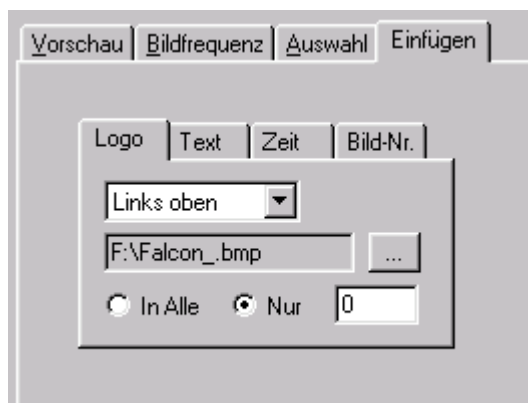 Vorschau Bildfrequenz Auswahl Einfügen
Logo Text Zeit Bild-Nr.
Links oben
F:\Falcon_.bmp ...
In Alle Nur 0